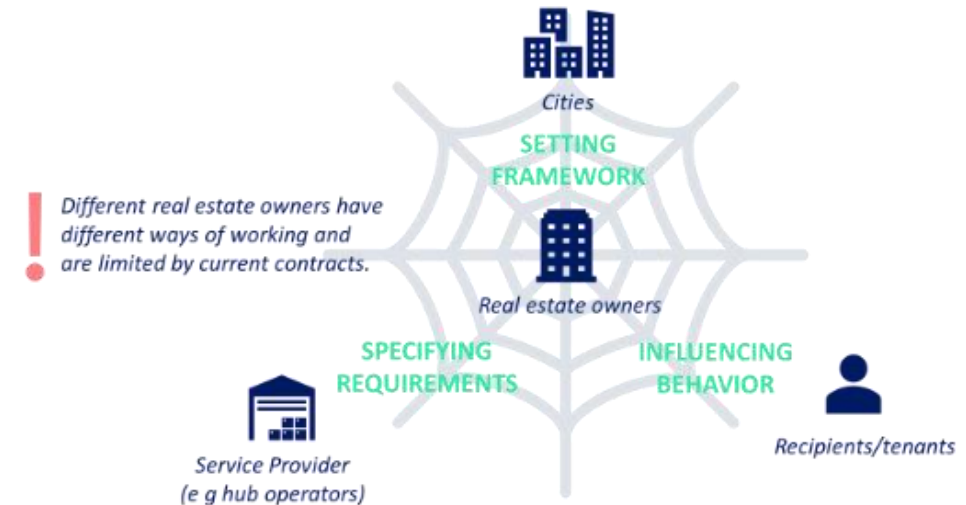 Cities
SETTING
FRAMEWORK
Different real estate owners have
different ways of working and
are limited by current contracts.
Real estate owners
SPECIFYING
REQUIREMENTS
INFLUENCING
BEHAVIOR
Service Provider
(e g hub operators)
Recipients/tenants